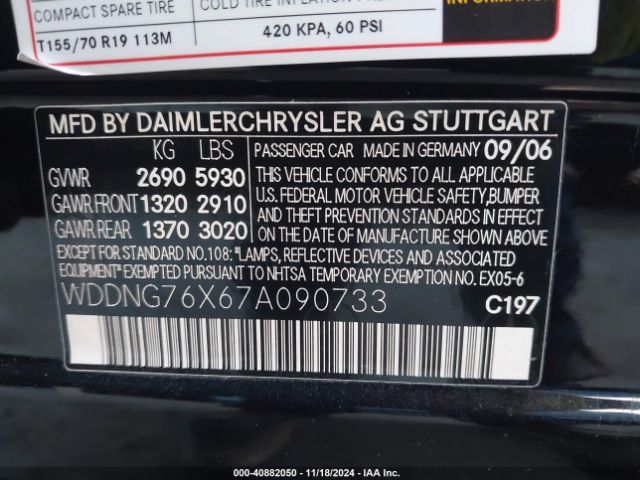 COMPACT SPARE TIRE
COLD TIRE INFLATION PRESSURE
INFORMATION
T155/70 R19 113M
420 KPA, 60 PSI
MFD BY DAIMLERCHRYSLER AG STUTTGART
KG LBS
GVWR 2690 5930
GAWR FRONT 1320 2910
GAWR REAR 1370 3020
PASSENGER CAR MADE IN GERMANY 09/06
THIS VEHICLE CONFORMS TO ALL APPLICABLE
U.S. FEDERAL MOTOR VEHICLE SAFETY,BUMPER
AND THEFT PREVENTION STANDARDS IN EFFECT
ON THE DATE OF MANUFACTURE SHOWN ABOVE
EXCEPT FOR STANDARD NO.108: "LAMPS, REFLECTIVE DEVICES AND ASSOCIATED
EQUIPMENT" EXEMPTED PURSUANT TO NHTSA TEMPORARY EXEMPTION NO. EX05-6
WDDNG76X67A090733
C197
000-40882050 - 11/18/2024 - IAA Inc.